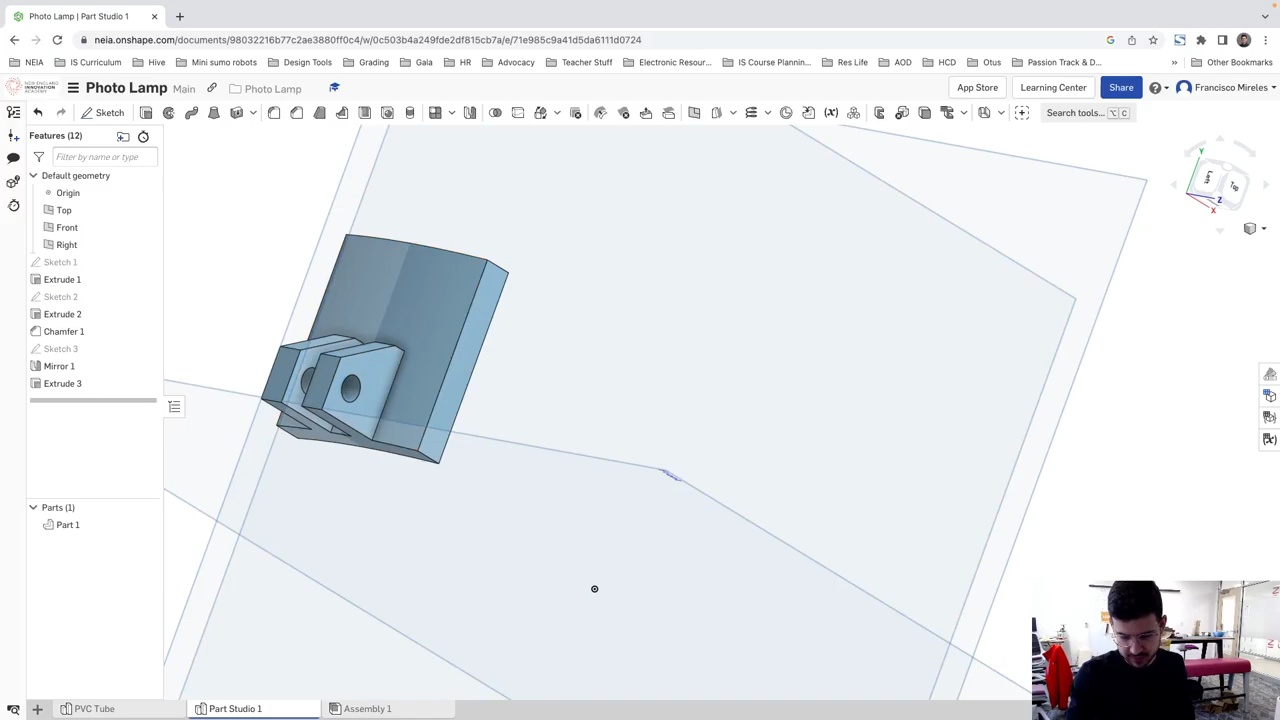 Photo Lamp | Part Studio 1
neia.onshape.com/documents/98032216b77c2ae3880ff0c4/w/0c503b4a249fde2df815cb7a/e/71e985c9a41d5da6111d0724
NEIA
IS Curriculum
Hive
Mini sumo robots
Design Tools
Grading
Gaia
HR
Advocacy
Teacher Stuff
Electronic Resour...
IS Course Plannin...
Res Life
AOD
HCD
Otus
Passion Track & D...
»
Other Bookmarks
Photo Lamp Main
Photo Lamp
App Store
Learning Center
Share
Francisco Mireles
Sketch
Search tools...
⌥ C
Features (12)
Filter by name or type
Default geometry
Origin
Top
Front
Right
Sketch 1
Extrude 1
Sketch 2
Extrude 2
Chamfer 1
Sketch 3
Mirror 1
Extrude 3
Parts (1)
Part 1
Y
Left
Top
Z
X
PVC Tube
Part Studio 1
Assembly 1